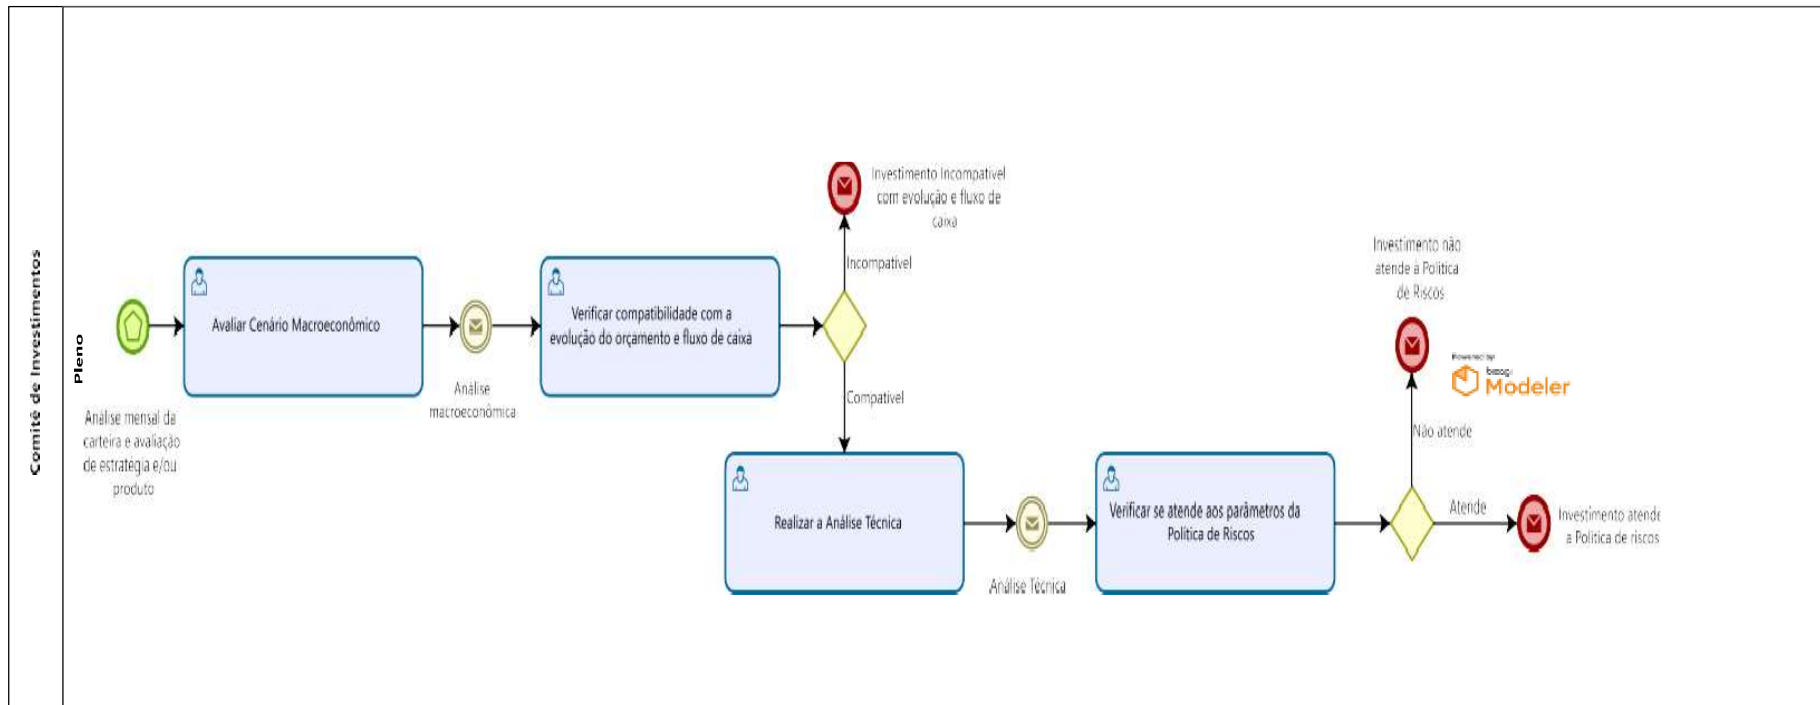 Comitê de Investimentos
Pleno
Análise mensal da
carteira e avaliação
de estratégia e/ou
produto
Avaliar Cenário Macroeconômico
Análise
macroeconômica
Verificar compatibilidade com a
evolução do orçamento e fluxo de caixa
Investimento Incompatível
com evolução e fluxo de
caixa
Incompatível
Compatível
Realizar a Análise Técnica
Análise Técnica
Verificar se atende aos parâmetros da
Política de Riscos
Investimento não
atende à Política
de Riscos
Não atende
Atende
Investimento atende
a Política de riscos
Powered by
bizagi
Modeler